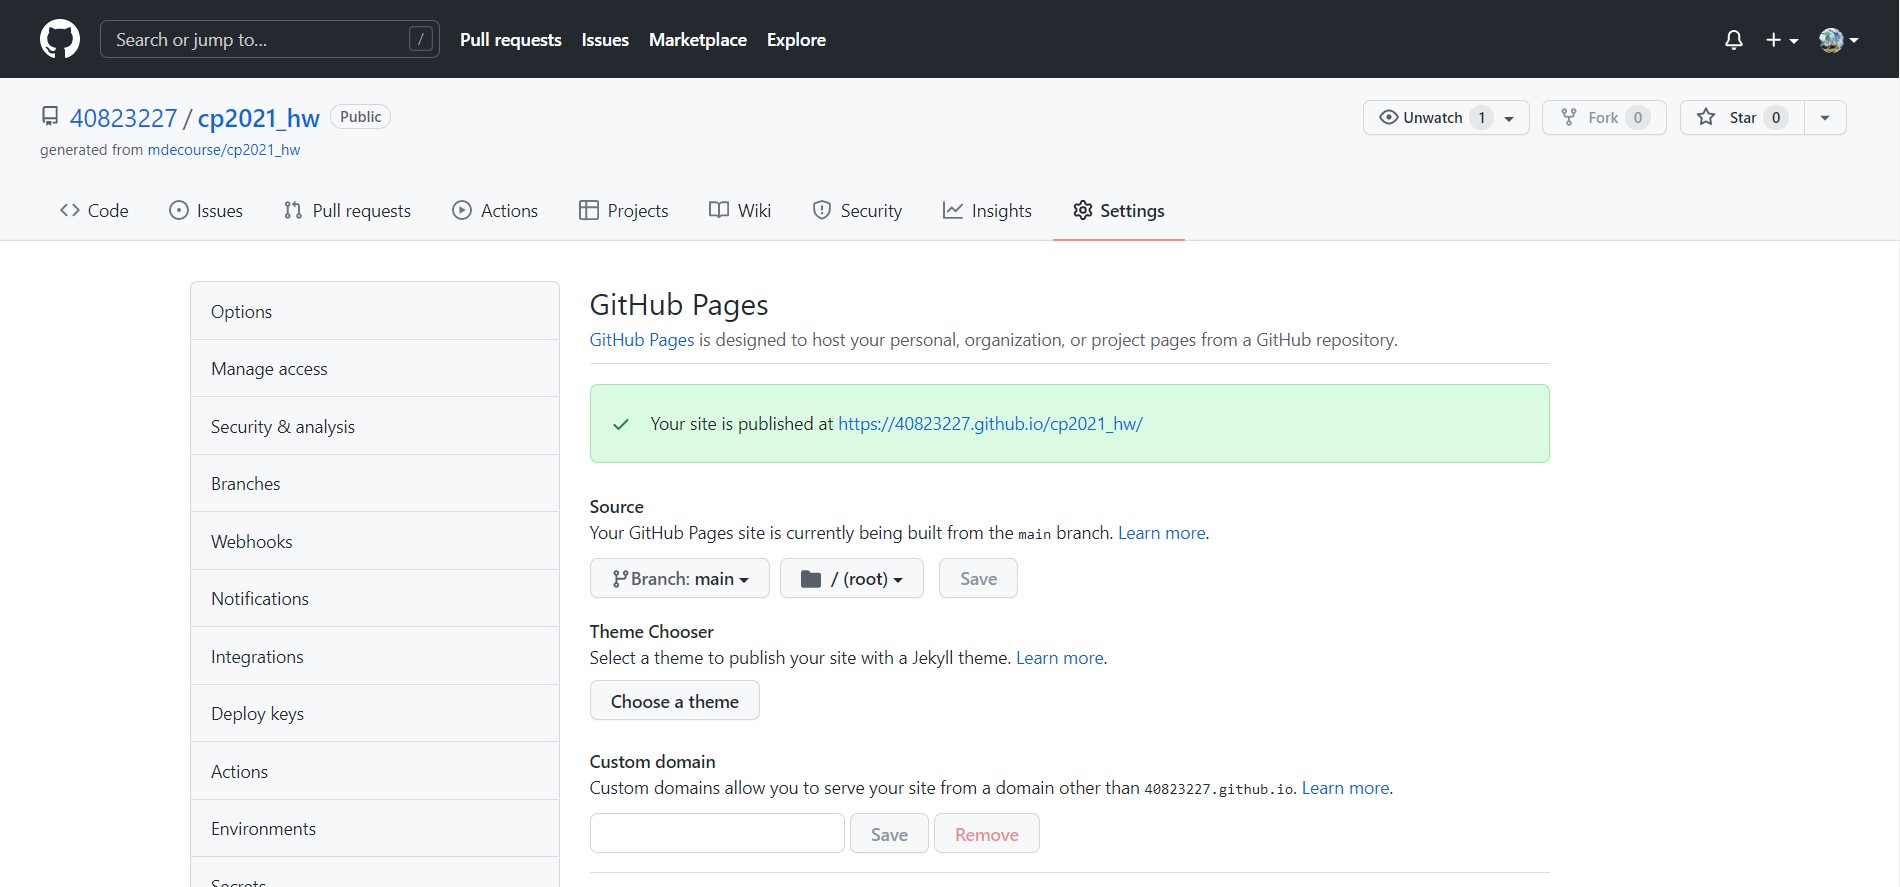 Search or jump to... / Pull requests Issues Marketplace Explore
40823227 / cp2021_hw Public Unwatch 1 Fork 0 Star 0
generated from mdecourse/cp2021_hw
Code Issues Pull requests Actions Projects Wiki Security Insights Settings
Options
Manage access
Security & analysis
Branches
Webhooks
Notifications
Integrations
Deploy keys
Actions
Environments
Secrets
GitHub Pages
GitHub Pages is designed to host your personal, organization, or project pages from a GitHub repository.
Your site is published at https://40823227.github.io/cp2021_hw/
Source
Your GitHub Pages site is currently being built from the main branch. Learn more.
Branch: main / (root) Save
Theme Chooser
Select a theme to publish your site with a Jekyll theme. Learn more.
Choose a theme
Custom domain
Custom domains allow you to serve your site from a domain other than 40823227.github.io. Learn more.
Save Remove